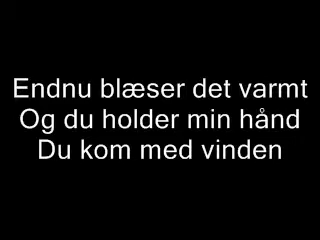 Endnu blæser det varmt
Og du holder min hånd
Du kom med vinden